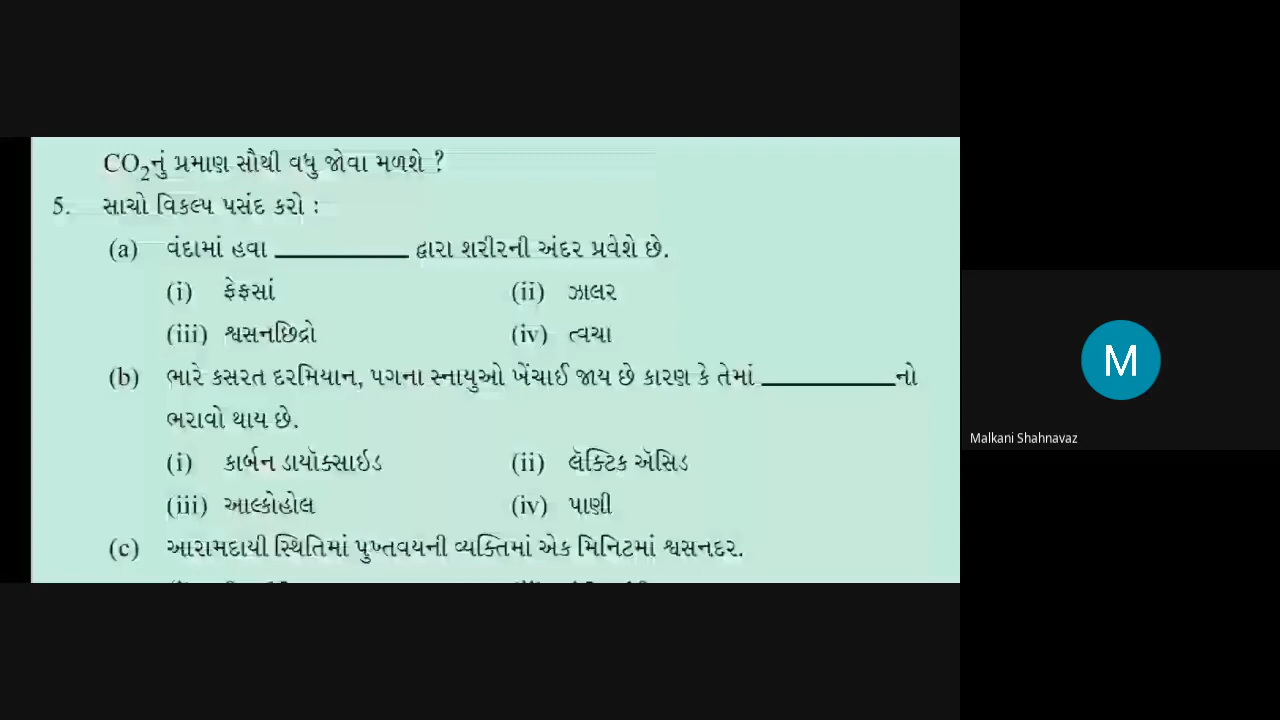 CO₂નું પ્રમાણ સૌથી વધુ જોવા મળશે ?
5. સાચો વિકલ્પ પસંદ કરો :
(a) વંદામાં હવા __________ દ્વારા શરીરની અંદર પ્રવેશે છે.
(i) ફેફસાં (ii) ઝાલર
(iii) શ્વસનછિદ્રો (iv) ત્વચા
(b) ભારે કસરત દરમિયાન, પગના સ્નાયુઓ ખેંચાઈ જાય છે કારણ કે તેમાં __________નો
ભરાવો થાય છે.
(i) કાર્બન ડાયૉક્સાઇડ (ii) લૅક્ટિક ઍસિડ
(iii) આલ્કોહોલ (iv) પાણી
(c) આરામદાયી સ્થિતિમાં પુખ્તવયની વ્યક્તિમાં એક મિનિટમાં શ્વસનદર.
M
Malkani Shahnavaz